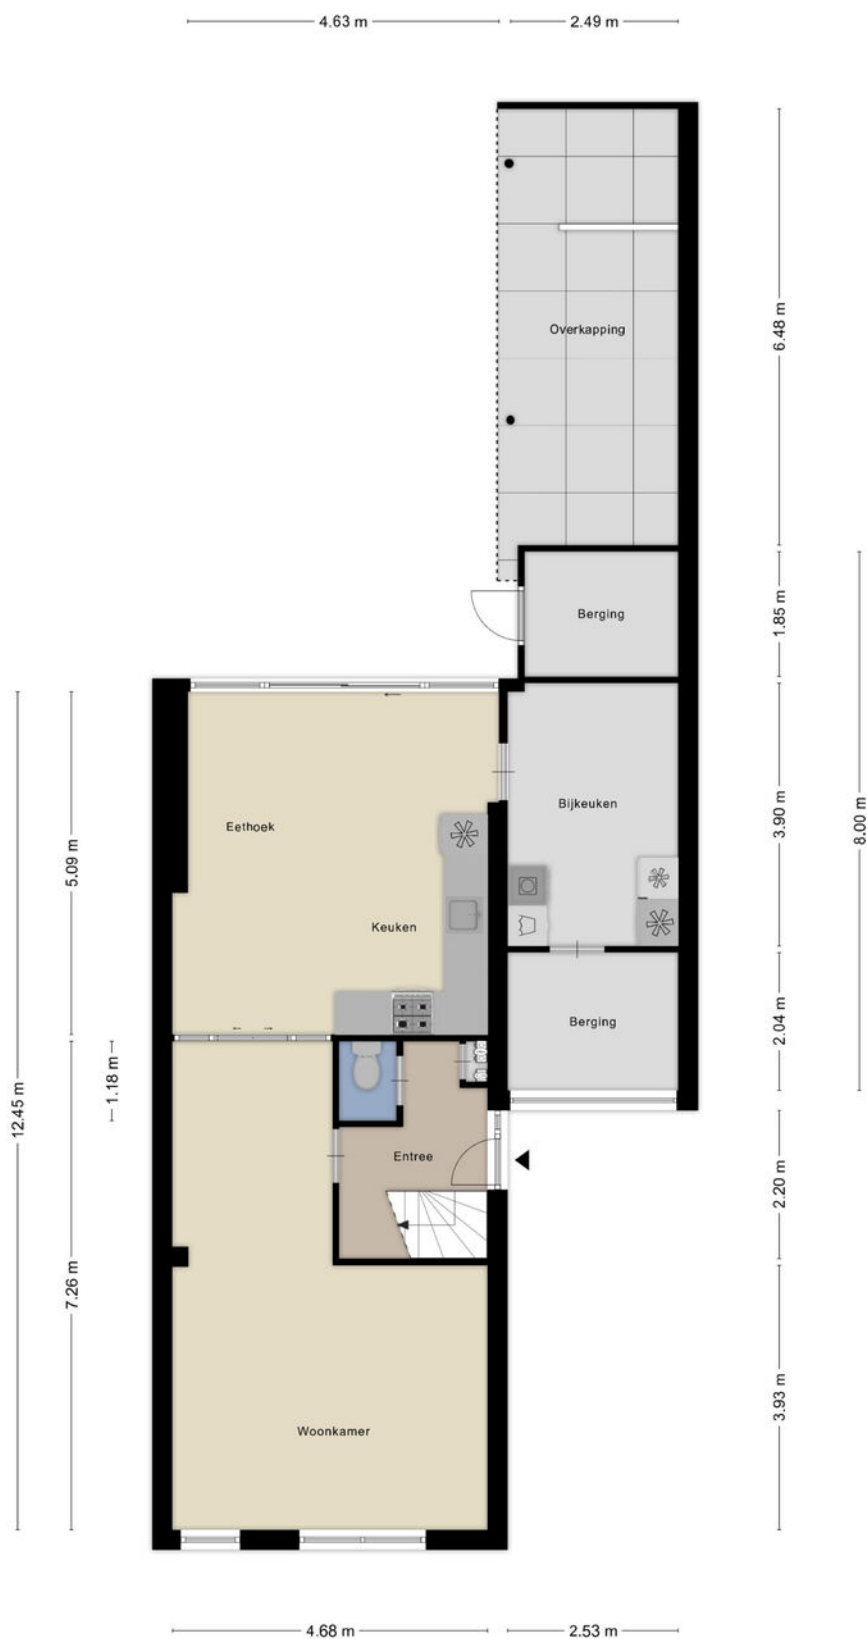 4.63 m
2.49 m
6.48 m
Overkapping
1.85 m
Berging
8.00 m
3.90 m
Bijkeuken
Eethoek
5.09 m
Keuken
2.04 m
Berging
1.18 m
12.45 m
Entree
2.20 m
7.26 m
3.93 m
Woonkamer
4.68 m
2.53 m